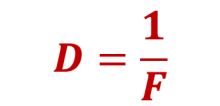 D = 1/F